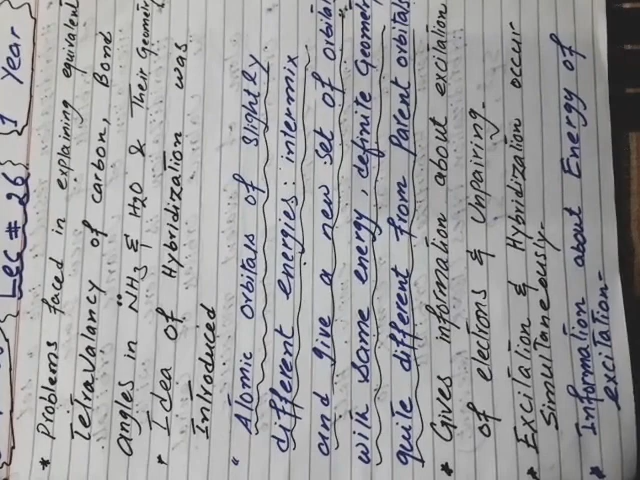 Lec # 26 1 Year
* Problems faced in explaining equivalent
Tetravalancy of carbon, Bond
angles in NH3 & H2O & Their Geometry
* Idea of Hybridization was
Introduced
" Atomic orbitals of slightly
different energies: intermix
and give a new set of orbital
with same energy, definite Geometry
quite different from Parent orbitals
* Gives information about excitation
of electrons & Unpairing.
* Excitation & Hybridization occur
Simultaneously.
* Information about Energy of
excitation-